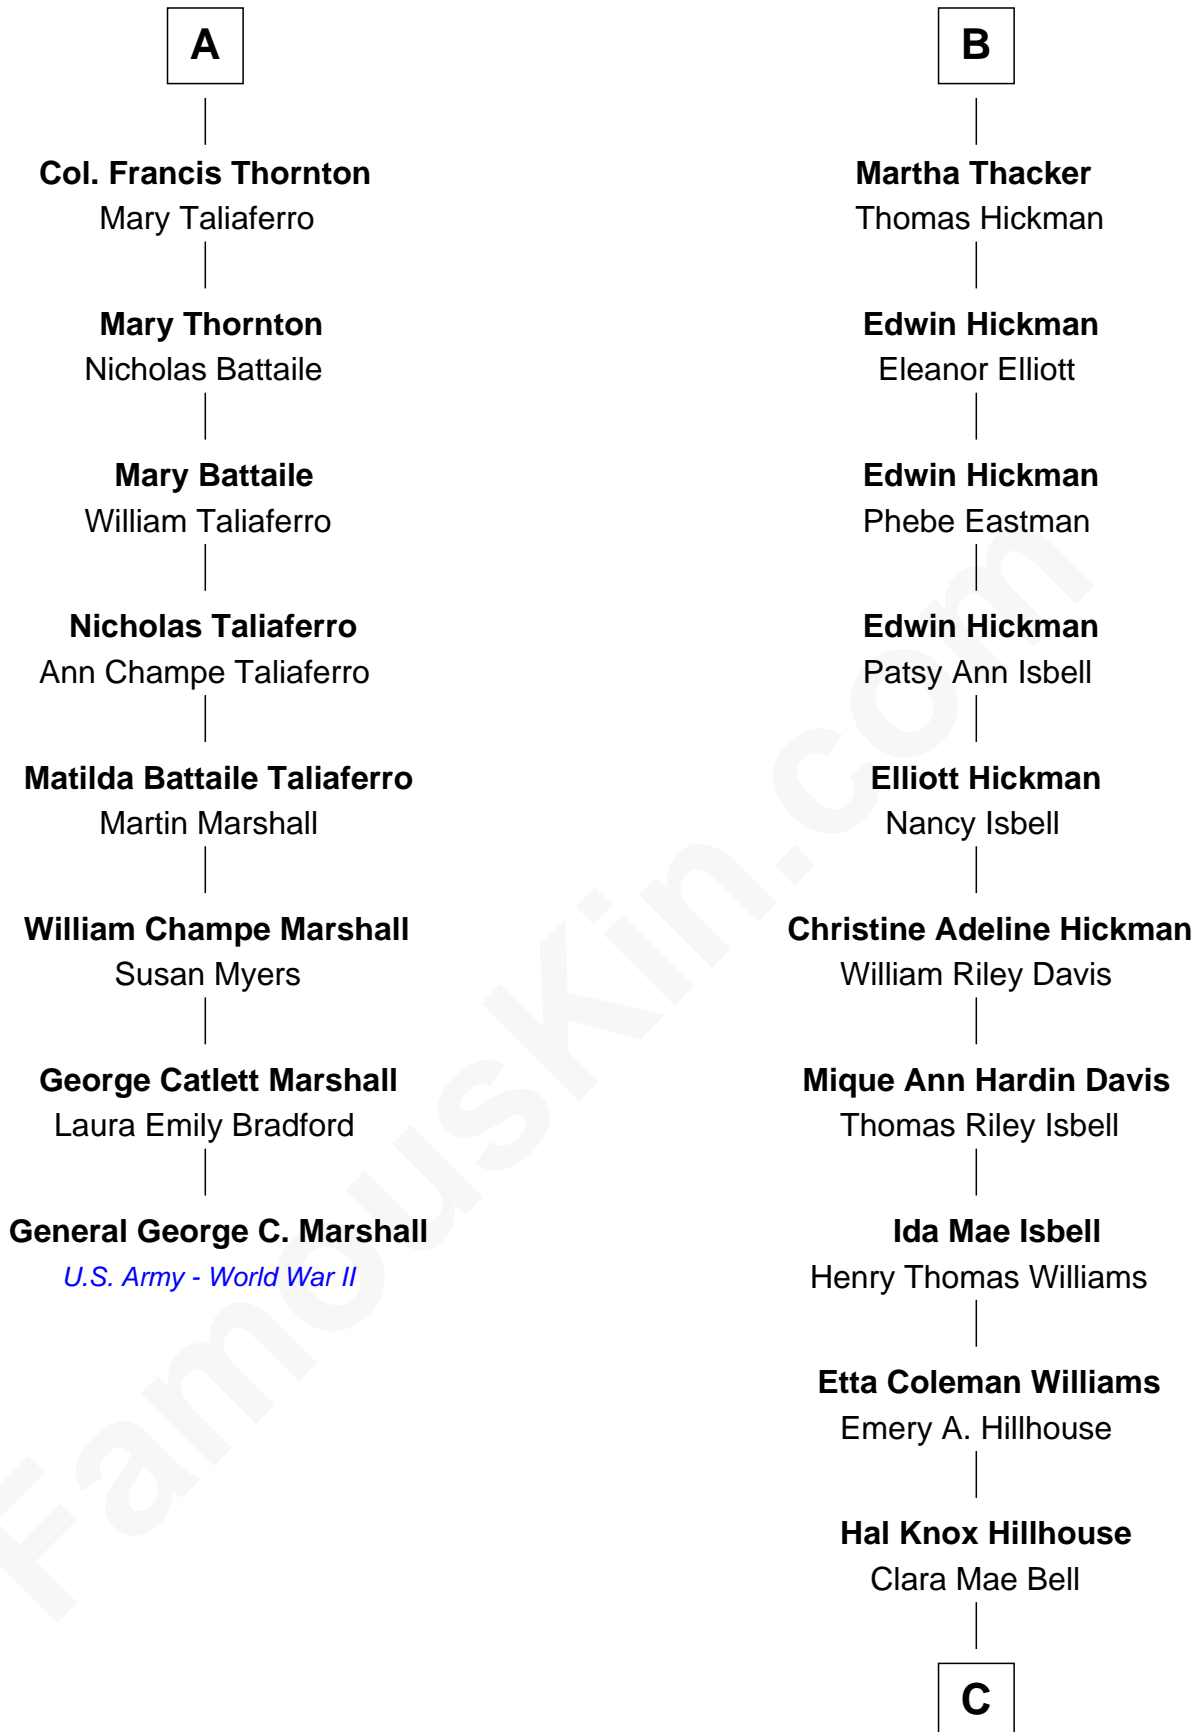 A
Col. Francis Thornton
Mary Taliaferro
Mary Thornton
Nicholas Battaile
Mary Battaile
William Taliaferro
Nicholas Taliaferro
Ann Champe Taliaferro
Matilda Battaile Taliaferro
Martin Marshall
William Champe Marshall
Susan Myers
George Catlett Marshall
Laura Emily Bradford
General George C. Marshall
U.S. Army - World War II
B
Martha Thacker
Thomas Hickman
Edwin Hickman
Eleanor Elliott
Edwin Hickman
Phebe Eastman
Edwin Hickman
Patsy Ann Isbell
Elliott Hickman
Nancy Isbell
Christine Adeline Hickman
William Riley Davis
Mique Ann Hardin Davis
Thomas Riley Isbell
Ida Mae Isbell
Henry Thomas Williams
Etta Coleman Williams
Emery A. Hillhouse
Hal Knox Hillhouse
Clara Mae Bell
C
FamousKin.com